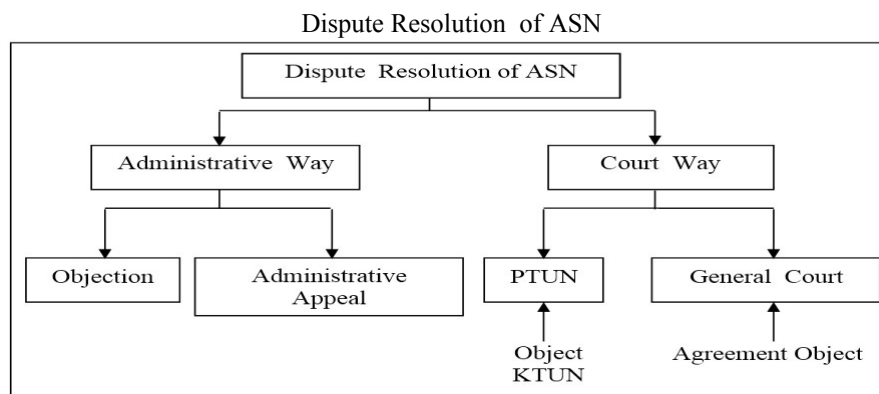 Dispute Resolution of ASN
Dispute Resolution of ASN
Administrative Way
Court Way
Objection
Administrative
Appeal
PTUN
General Court
Object
KTUN
Agreement Object